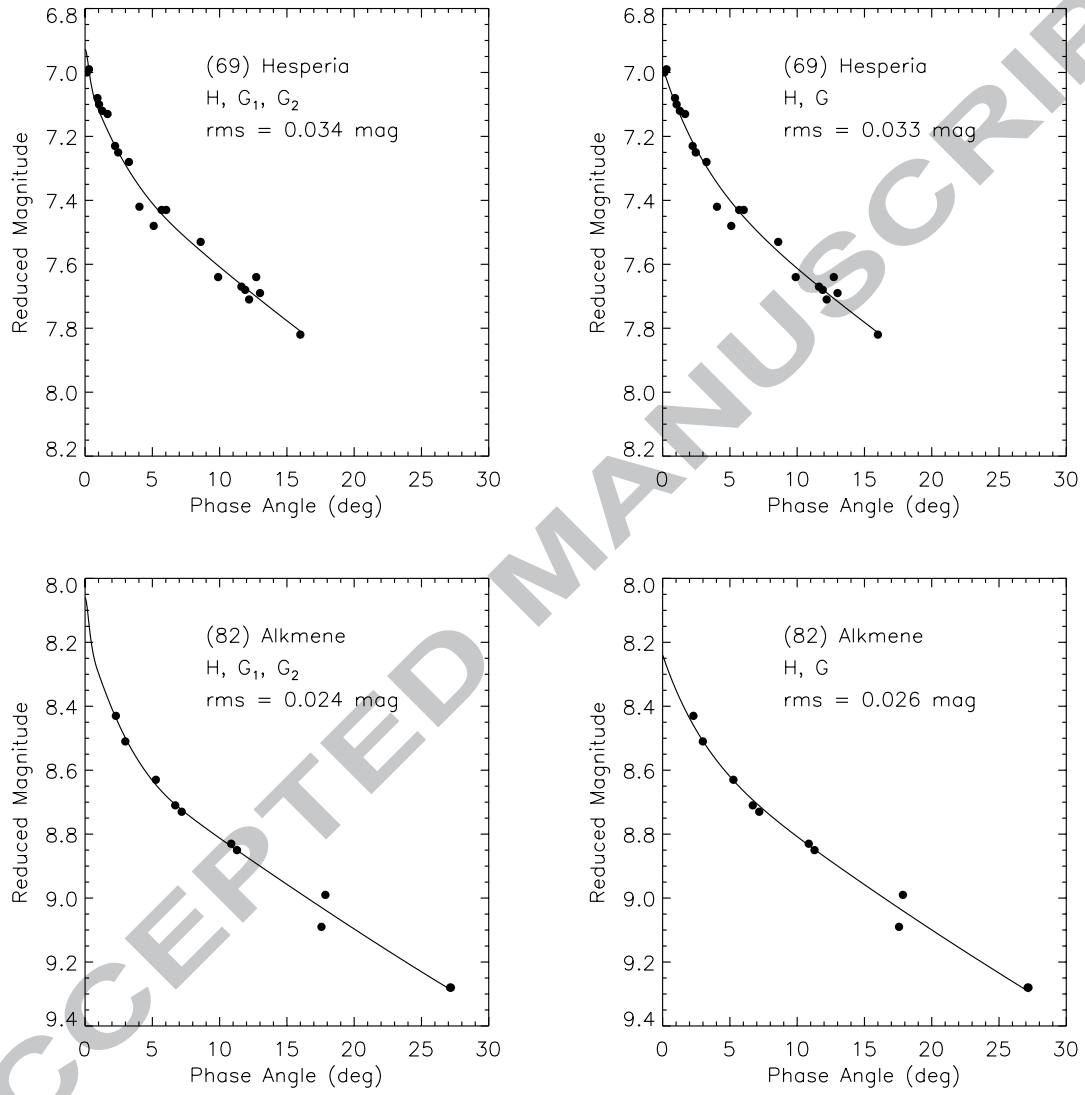 (69) Hesperia
H, G₁, G₂
rms = 0.034 mag
6.8
7.0
7.2
7.4
7.6
7.8
8.0
8.2
Reduced Magnitude
0 5 10 15 20 25 30
Phase Angle (deg)
(69) Hesperia
H, G
rms = 0.033 mag
6.8
7.0
7.2
7.4
7.6
7.8
8.0
8.2
Reduced Magnitude
0 5 10 15 20 25 30
Phase Angle (deg)
(82) Alkmene
H, G₁, G₂
rms = 0.024 mag
8.0
8.2
8.4
8.6
8.8
9.0
9.2
9.4
Reduced Magnitude
0 5 10 15 20 25 30
Phase Angle (deg)
(82) Alkmene
H, G
rms = 0.026 mag
8.0
8.2
8.4
8.6
8.8
9.0
9.2
9.4
Reduced Magnitude
0 5 10 15 20 25 30
Phase Angle (deg)
CCEPTED MANUSCRIP